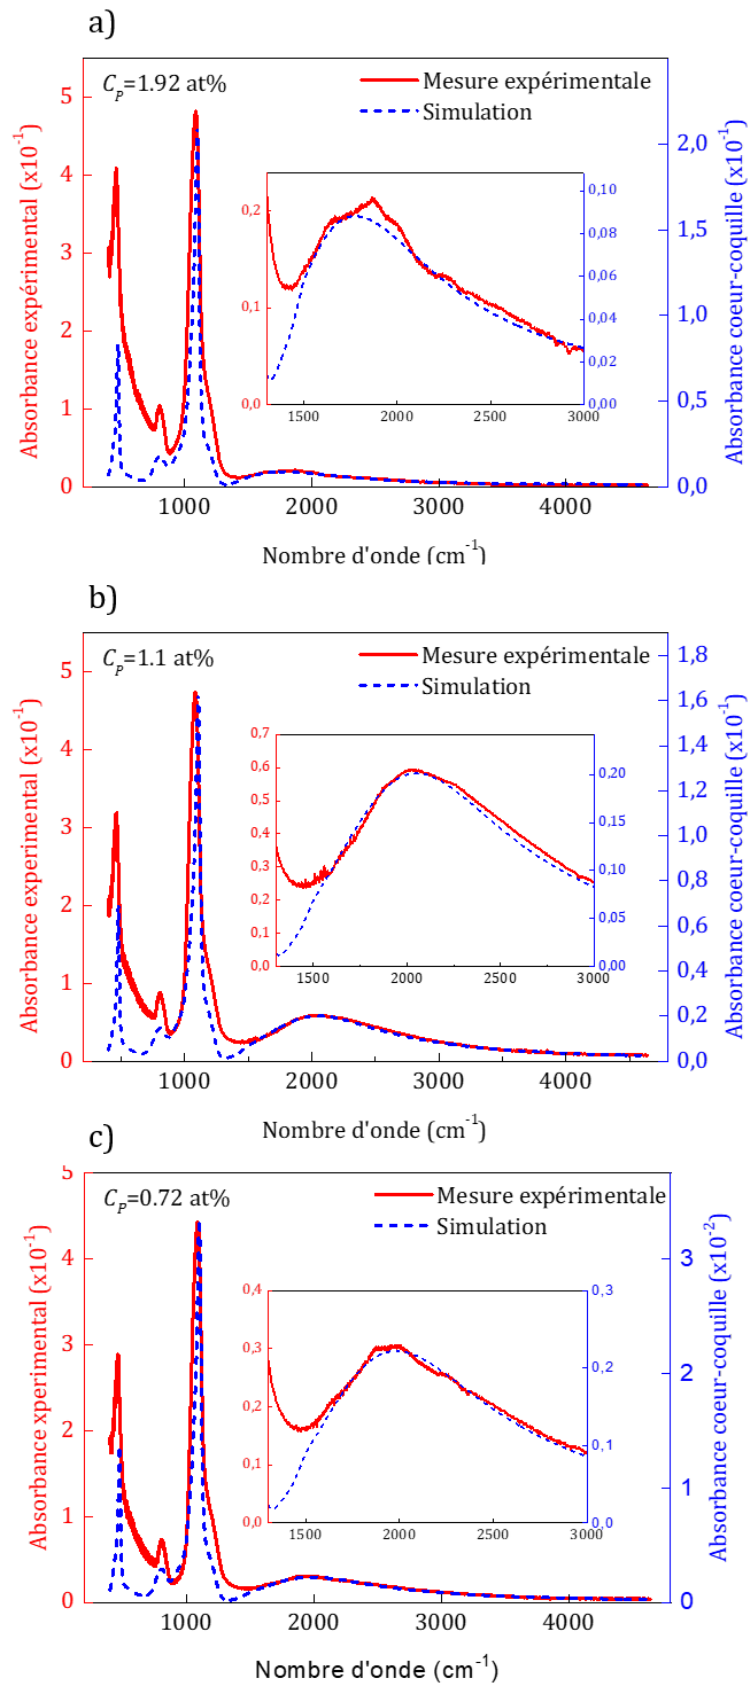 a)
C_P=1.92 at%
Mesure expérimentale
Simulation
Absorbance expérimental (x10⁻¹)
5
4
3
2
1
0
Absorbance coeur-coquille (x10⁻¹)
2,0
1,6
1,0
0,5
0,0
0,2
0,1
0,0
0,10
0,08
0,06
0,04
0,02
0,00
1500 2000 2500 3000
1000 2000 3000 4000
Nombre d'onde (cm⁻¹)
b)
C_P=1.1 at%
Mesure expérimentale
Simulation
Absorbance experimental (x10⁻¹)
5
4
3
2
1
0
Absorbance coeur-coquille (x10⁻¹)
1,8
1,6
1,4
1,2
1,0
0,8
0,6
0,4
0,2
0,0
0,7
0,6
0,5
0,4
0,3
0,2
0,1
0,0
0,20
0,15
0,10
0,05
0,00
1500 2000 2500 3000
1000 2000 3000 4000
Nombre d'onde (cm⁻¹)
c)
C_P=0.72 at%
Mesure expérimentale
Simulation
Absorbance xperimental (x10⁻¹)
5
4
3
2
1
0
Absorbance coeur-coquille (x10⁻²)
3
2
1
0
0,4
0,3
0,2
0,1
0,0
0,3
0,2
0,1
0,0
1500 2000 2500 3000
1000 2000 3000 4000
Nombre d'onde (cm⁻¹)